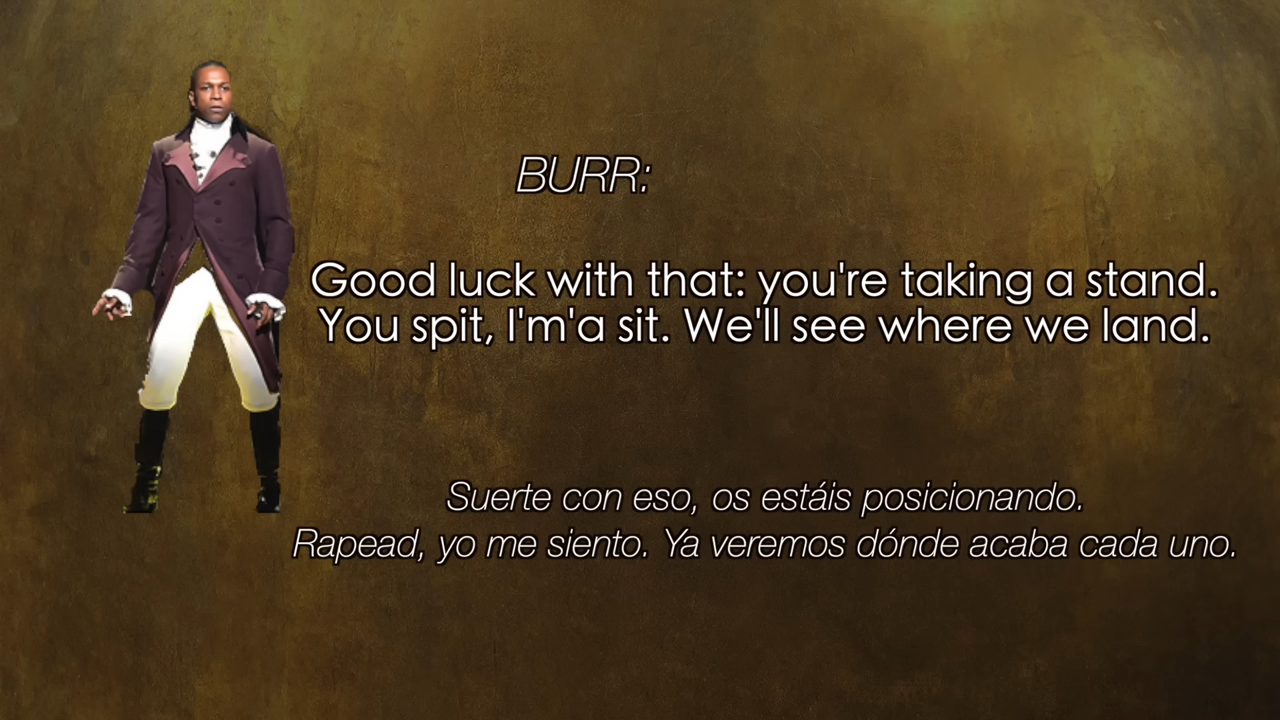 BURR:
Good luck with that: you're taking a stand.
You spit, I'm'a sit. We'll see where we land.
Suerte con eso, os estáis posicionando.
Rapead, yo me siento. Ya veremos dónde acaba cada uno.